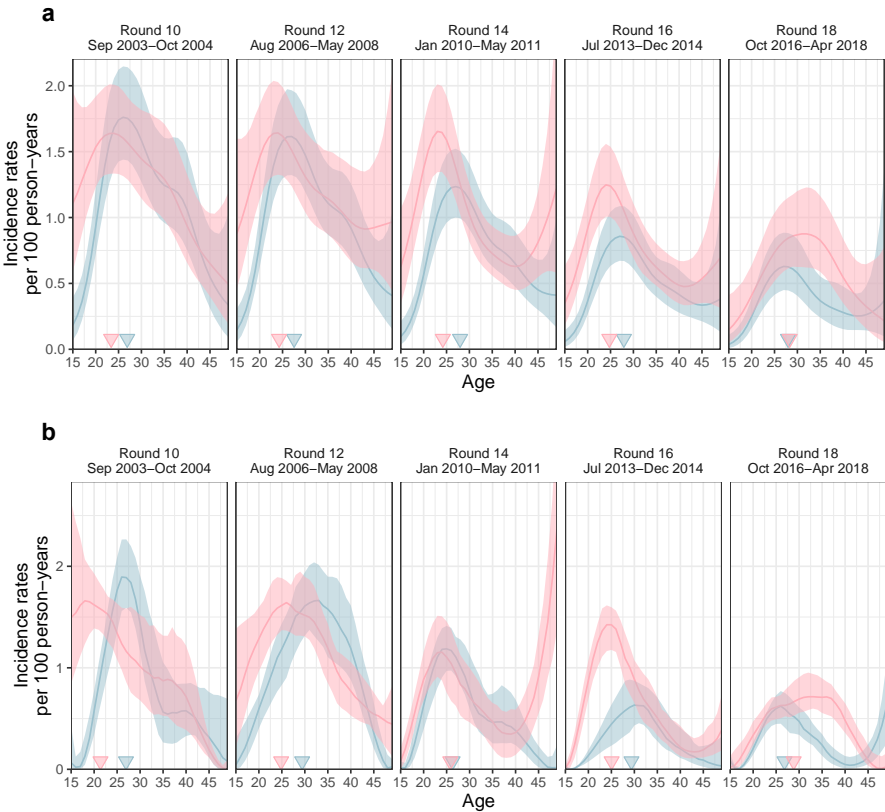 a
Round 10
Sep 2003–Oct 2004
Round 12
Aug 2006–May 2008
Round 14
Jan 2010–May 2011
Round 16
Jul 2013–Dec 2014
Round 18
Oct 2016–Apr 2018
Incidence rates
per 100 person−years
2.0
1.5
1.0
0.5
0.0
15 20 25 30 35 40 45
15 20 25 30 35 40 45
15 20 25 30 35 40 45
15 20 25 30 35 40 45
15 20 25 30 35 40 45
Age
b
Round 10
Sep 2003–Oct 2004
Round 12
Aug 2006–May 2008
Round 14
Jan 2010–May 2011
Round 16
Jul 2013–Dec 2014
Round 18
Oct 2016–Apr 2018
Incidence rates
per 100 person−years
2
1
0
15 20 25 30 35 40 45
15 20 25 30 35 40 45
15 20 25 30 35 40 45
15 20 25 30 35 40 45
15 20 25 30 35 40 45
Age